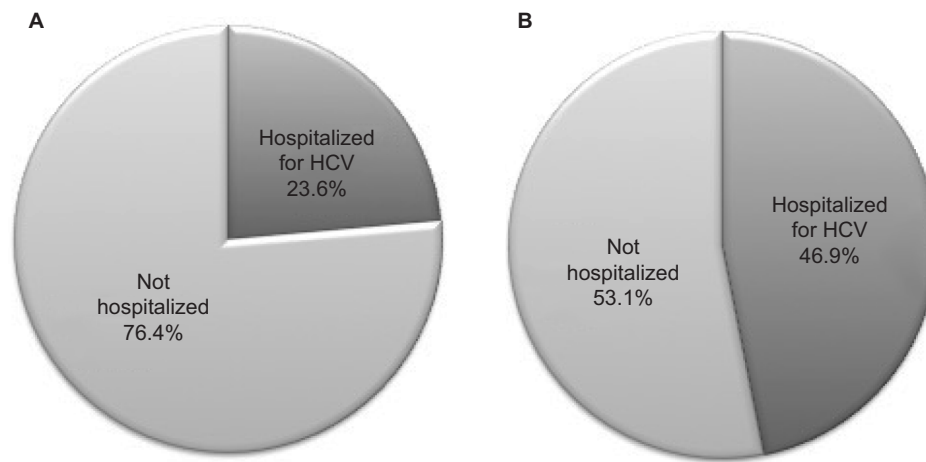 A
Hospitalized
for HCV
23.6%
Not
hospitalized
76.4%
B
Hospitalized
for HCV
46.9%
Not
hospitalized
53.1%